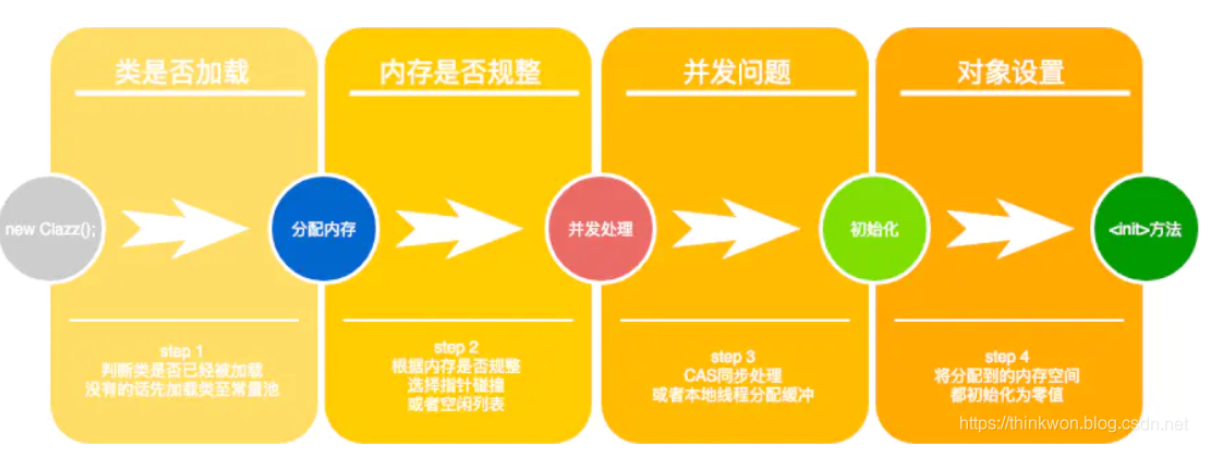 类是否加载
内存是否规整
并发问题
对象设置
new Clazz();
分配内存
并发处理
初始化
<init>方法
step 1
判断类是否已经被加载
没有的话先加载类至常量池
step 2
根据内存是否规整
选择指针碰撞
或者空闲列表
step 3
CAS同步处理
或者本地线程分配缓冲
step 4
将分配到的内存空间
都初始化为零值
https://thinkwon.blog.csdn.net